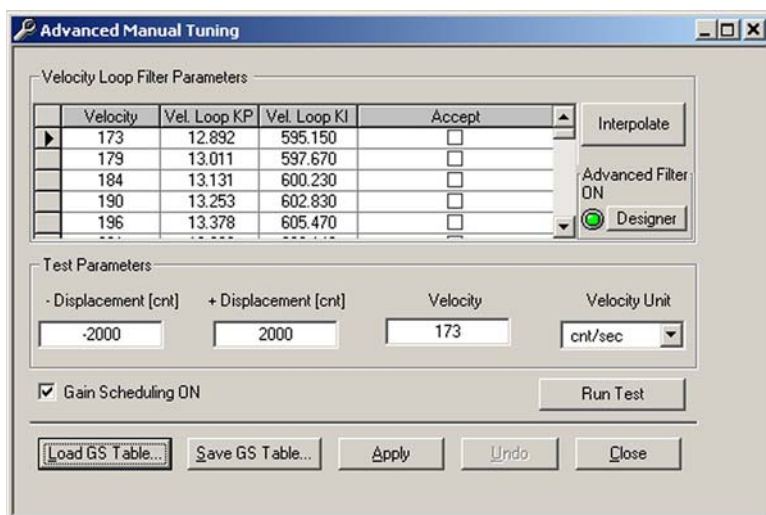 Advanced Manual Tuning
Velocity Loop Filter Parameters
Velocity Vel. Loop KP Vel. Loop KI Accept
173 12.892 595.150
179 13.011 597.670
184 13.131 600.230
190 13.253 602.830
196 13.378 605.470
Interpolate
Advanced Filter
ON
Designer
Test Parameters
- Displacement [cnt] + Displacement [cnt] Velocity Velocity Unit
-2000 2000 173 cnt/sec
Gain Scheduling ON Run Test
Load GS Table... Save GS Table... Apply Undo Close